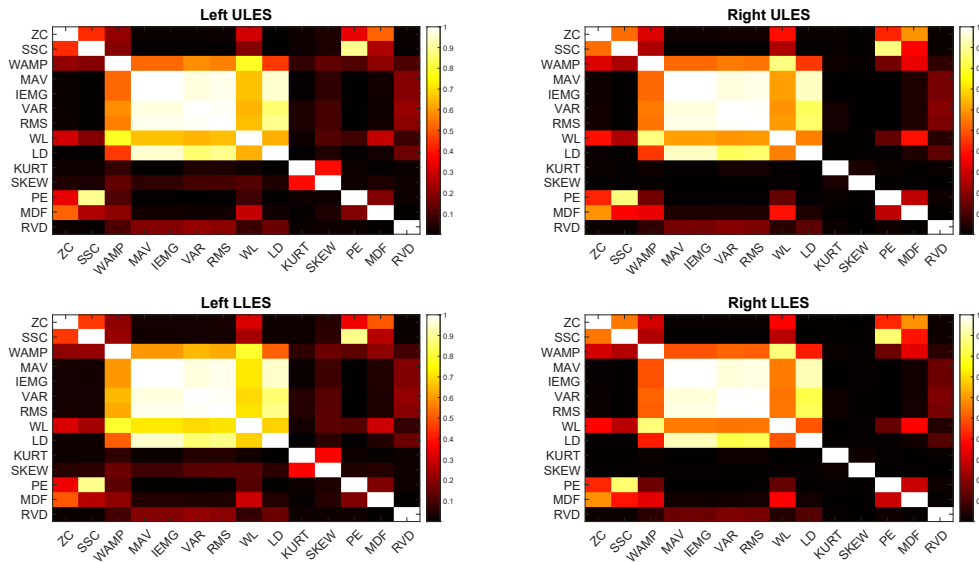 Left ULES
ZC
SSC
WAMP
MAV
IEMG
VAR
RMS
WL
LD
KURT
SKEW
PE
MDF
RVD
ZC SSC WAMP MAV IEMG VAR RMS WL LD KURT SKEW PE MDF RVD
1
0.9
0.8
0.7
0.6
0.5
0.4
0.3
0.2
0.1
Right ULES
ZC
SSC
WAMP
MAV
IEMG
VAR
RMS
WL
LD
KURT
SKEW
PE
MDF
RVD
ZC SSC WAMP MAV IEMG VAR RMS WL LD KURT SKEW PE MDF RVD
Left LLES
ZC
SSC
WAMP
MAV
IEMG
VAR
RMS
WL
LD
KURT
SKEW
PE
MDF
RVD
ZC SSC WAMP MAV IEMG VAR RMS WL LD KURT SKEW PE MDF RVD
1
0.9
0.8
0.7
0.6
0.5
0.4
0.3
0.2
0.1
Right LLES
ZC
SSC
WAMP
MAV
IEMG
VAR
RMS
WL
LD
KURT
SKEW
PE
MDF
RVD
ZC SSC WAMP MAV IEMG VAR RMS WL LD KURT SKEW PE MDF RVD